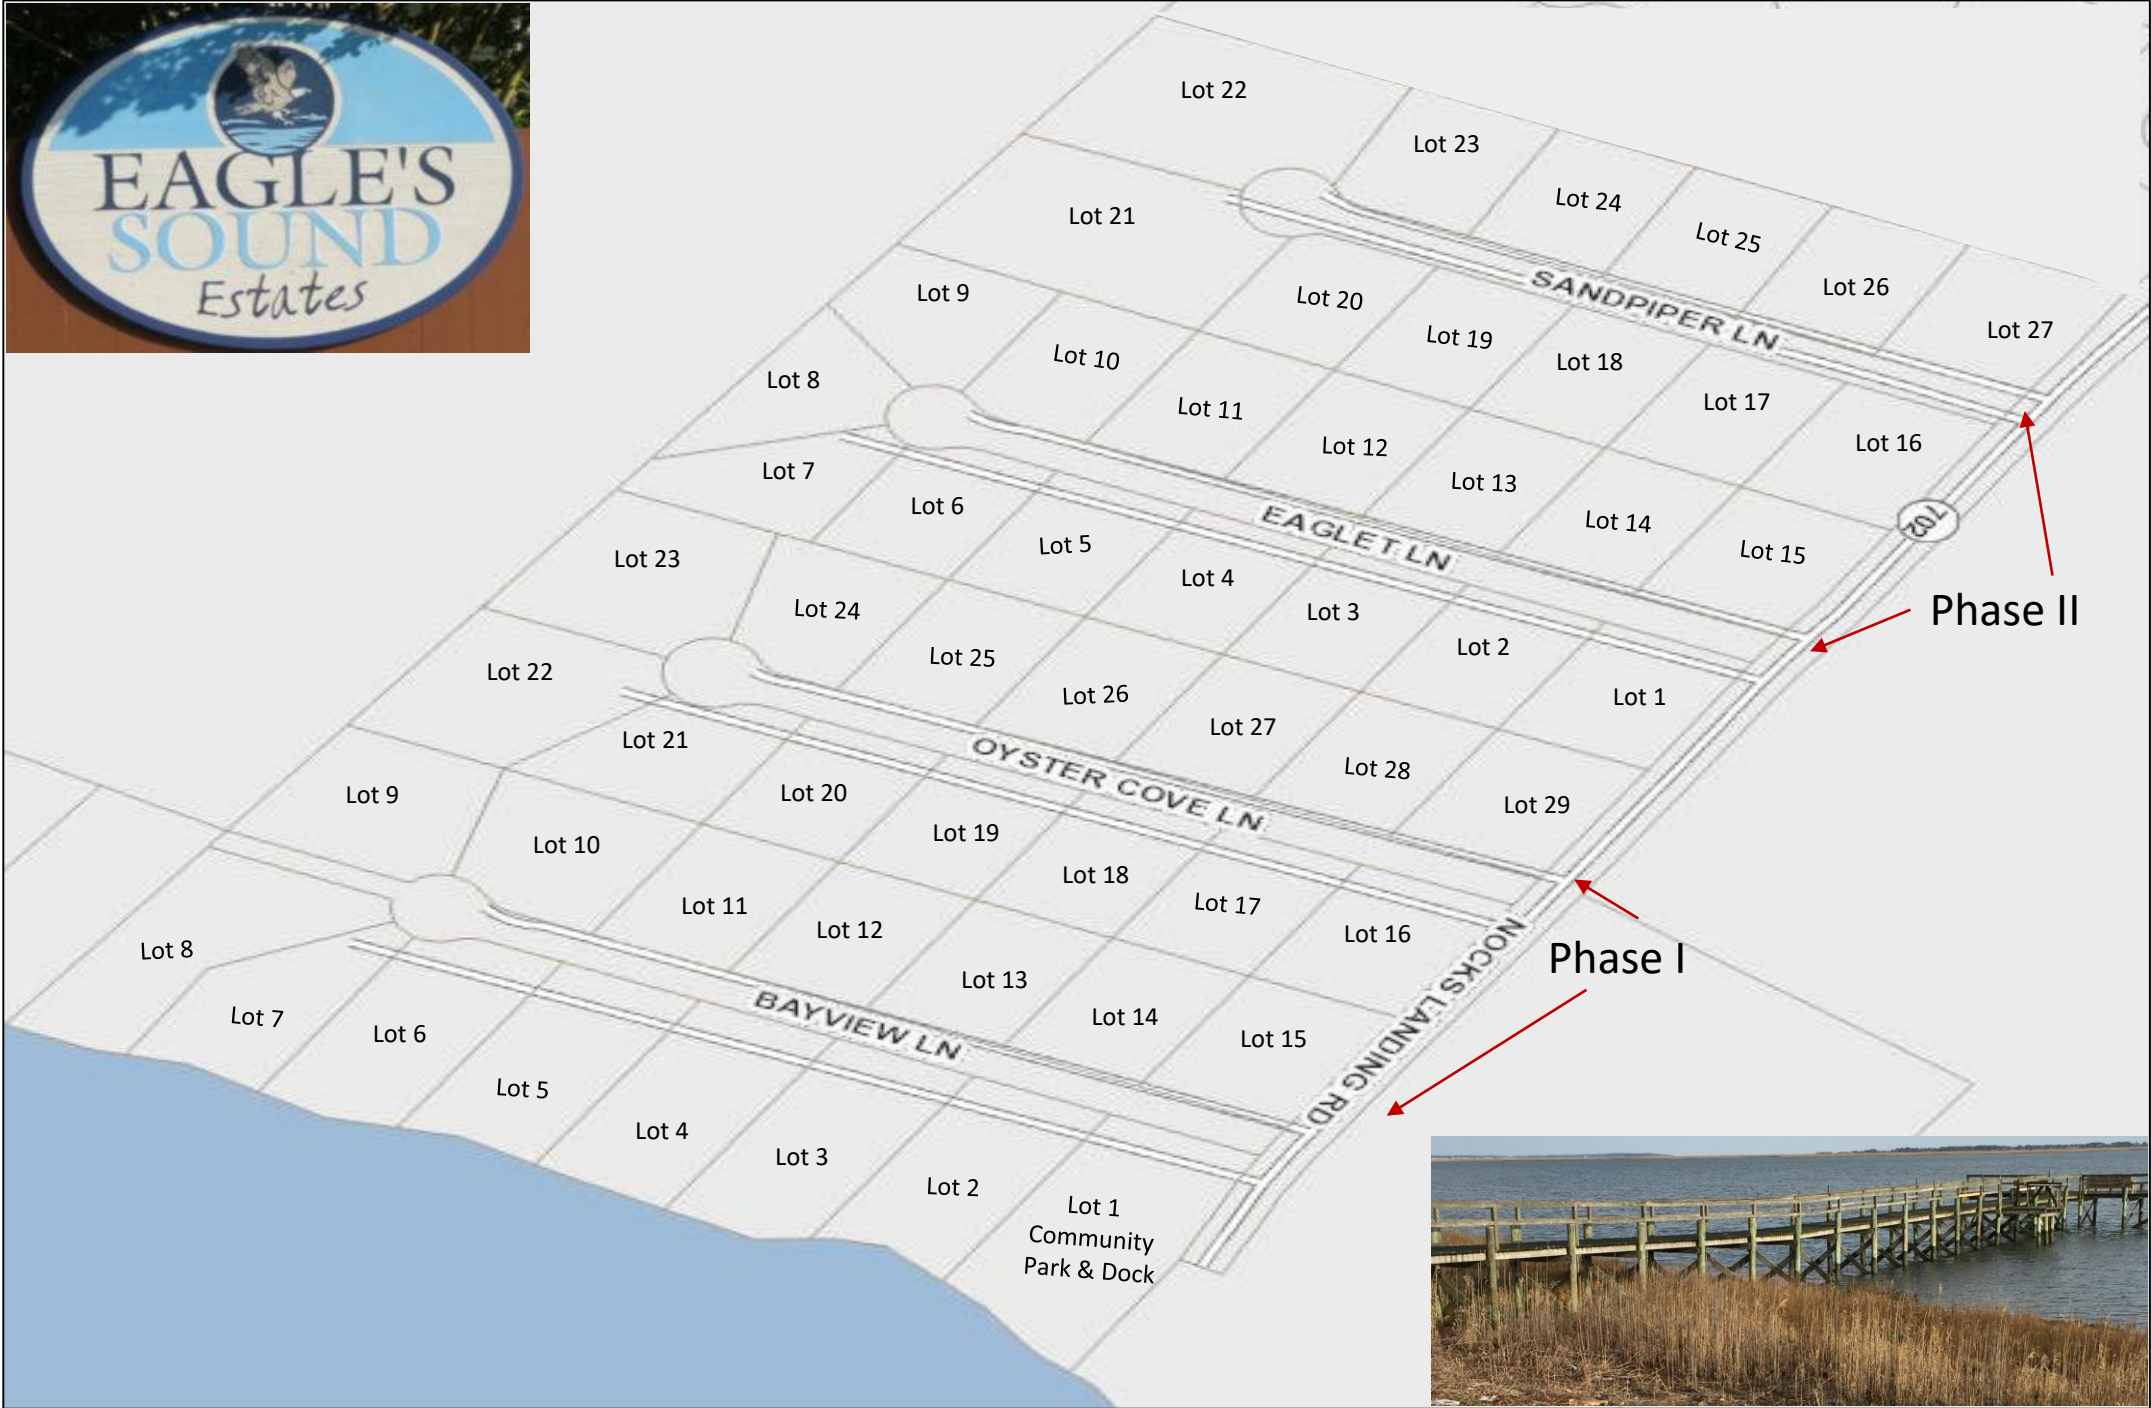 EAGLE'S
SOUND
Estates
Lot 22
Lot 23
Lot 24
Lot 25
Lot 26
Lot 27
Lot 21
SANDPIPER LN
Lot 20
Lot 19
Lot 18
Lot 17
Lot 16
702
Lot 9
Lot 10
Lot 11
Lot 12
Lot 13
Lot 14
Lot 15
Lot 8
EAGLET LN
Phase II
Lot 7
Lot 6
Lot 5
Lot 4
Lot 3
Lot 2
Lot 1
Lot 23
Lot 24
Lot 25
Lot 26
Lot 27
Lot 28
Lot 29
Lot 22
OYSTER COVE LN
Lot 21
Lot 20
Lot 19
Lot 18
Lot 17
Lot 16
NOCKS LANDING RD
Phase I
Lot 9
Lot 10
Lot 11
Lot 12
Lot 13
Lot 14
Lot 15
Lot 8
BAYVIEW LN
Lot 7
Lot 6
Lot 5
Lot 4
Lot 3
Lot 2
Lot 1
Community
Park & Dock